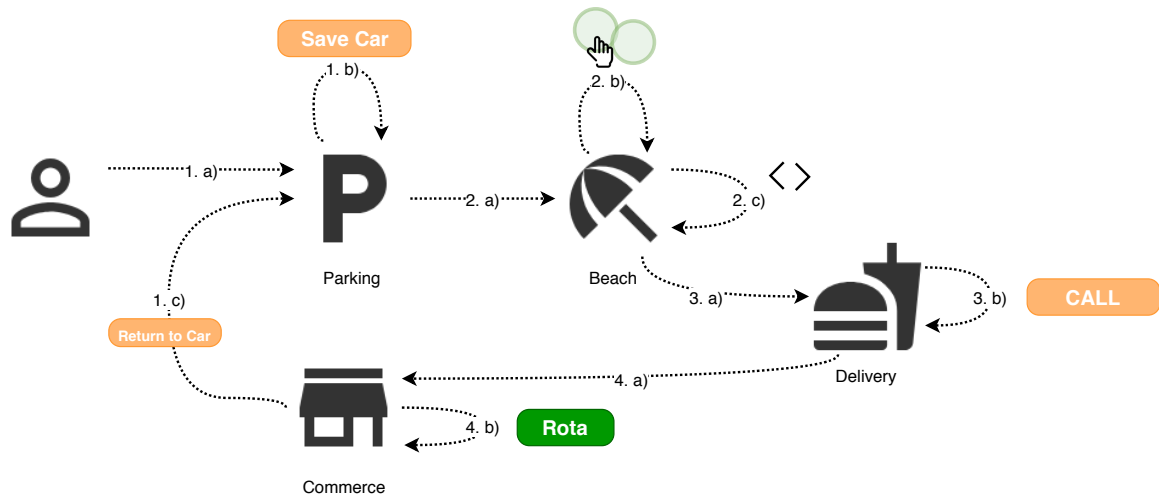 Save Car
1. b)
2. b)
1. a)
2. a)
2. c)
Parking
Beach
1. c)
3. a)
3. b)
CALL
Return to Car
Delivery
4. a)
4. b)
Rota
Commerce